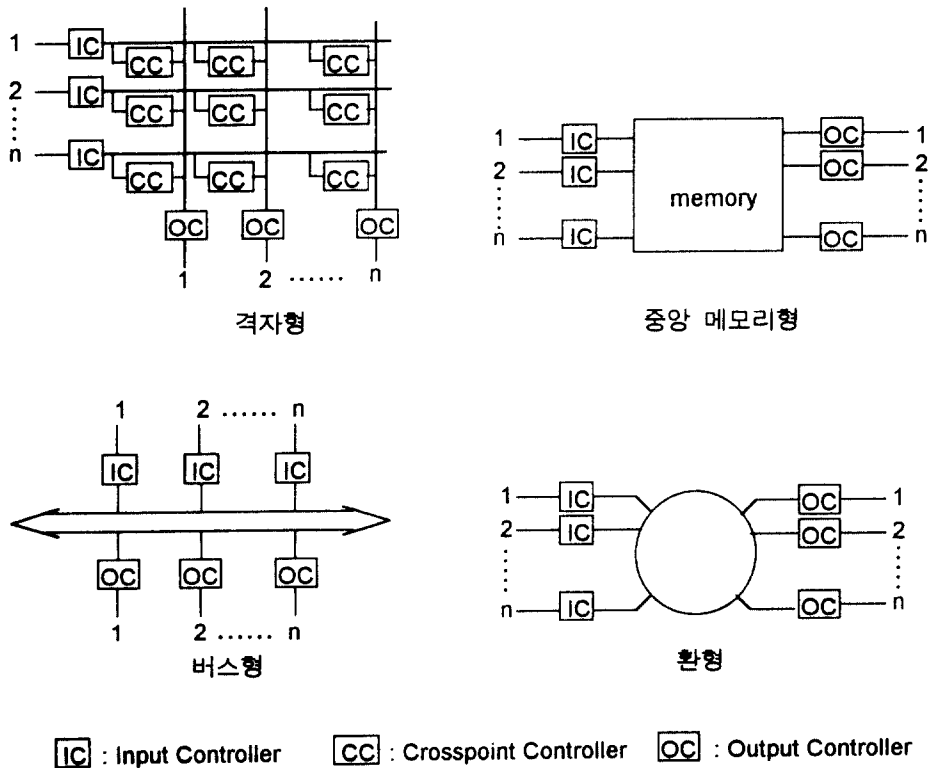 1 IC CC CC CC
2 IC CC CC CC
n IC CC CC CC
OC OC OC
1 2 ...... n
격자형
1 IC OC 1
2 IC OC 2
memory
n IC OC n
중앙 메모리형
1 2 ...... n
IC IC IC
OC OC OC
1 2 ...... n
버스형
1 IC OC 1
2 IC OC 2
n IC OC n
환형
IC : Input Controller CC : Crosspoint Controller OC : Output Controller